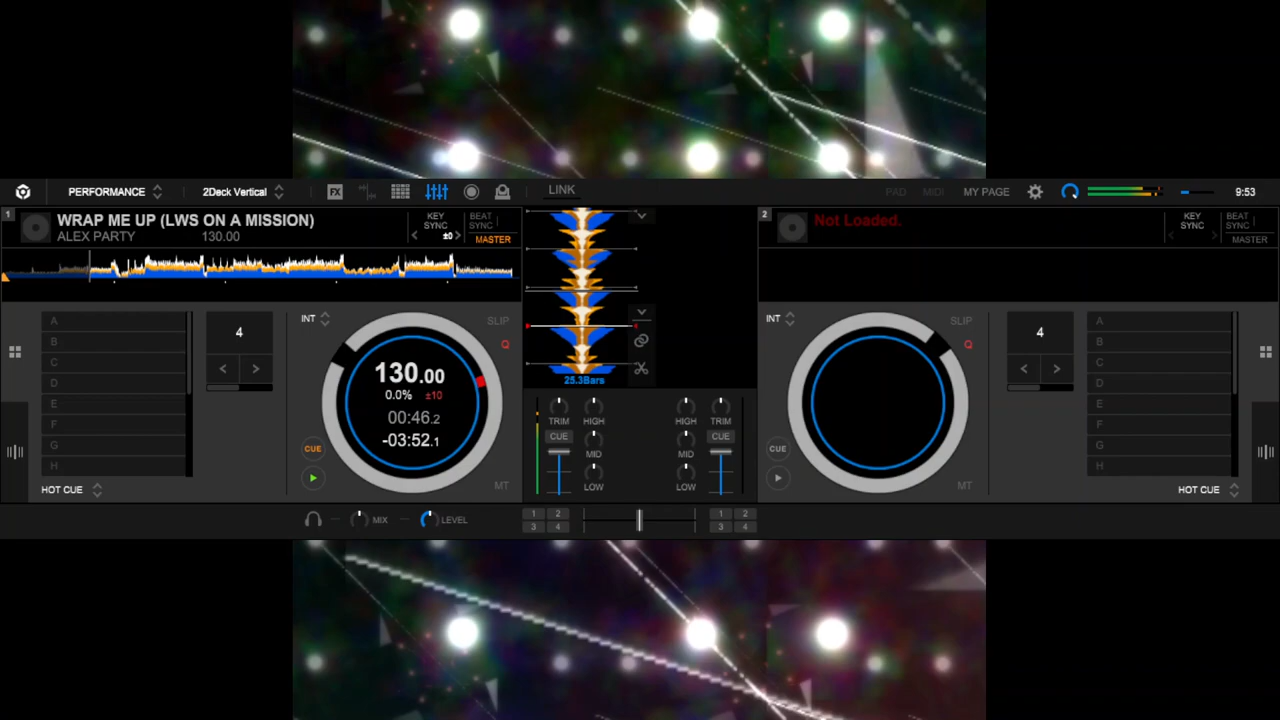 PERFORMANCE
2Deck Vertical
FX
LINK
PAD
MIDI
MY PAGE
9:53
1
WRAP ME UP (LWS ON A MISSION)
ALEX PARTY
130.00
KEY
SYNC
±0
BEAT
SYNC
MASTER
2
Not Loaded.
KEY
SYNC
BEAT
SYNC
MASTER
A
B
C
D
E
F
G
H
HOT CUE
4
INT
SLIP
Q
130.00
0.0% ±10
00:46.2
-03:52.1
CUE
MT
25.3Bars
TRIM
HIGH
CUE
MID
LOW
HIGH
TRIM
MID
CUE
LOW
INT
SLIP
Q
CUE
MT
4
A
B
C
D
E
F
G
H
HOT CUE
MIX
LEVEL
1 2
3 4
1 2
3 4